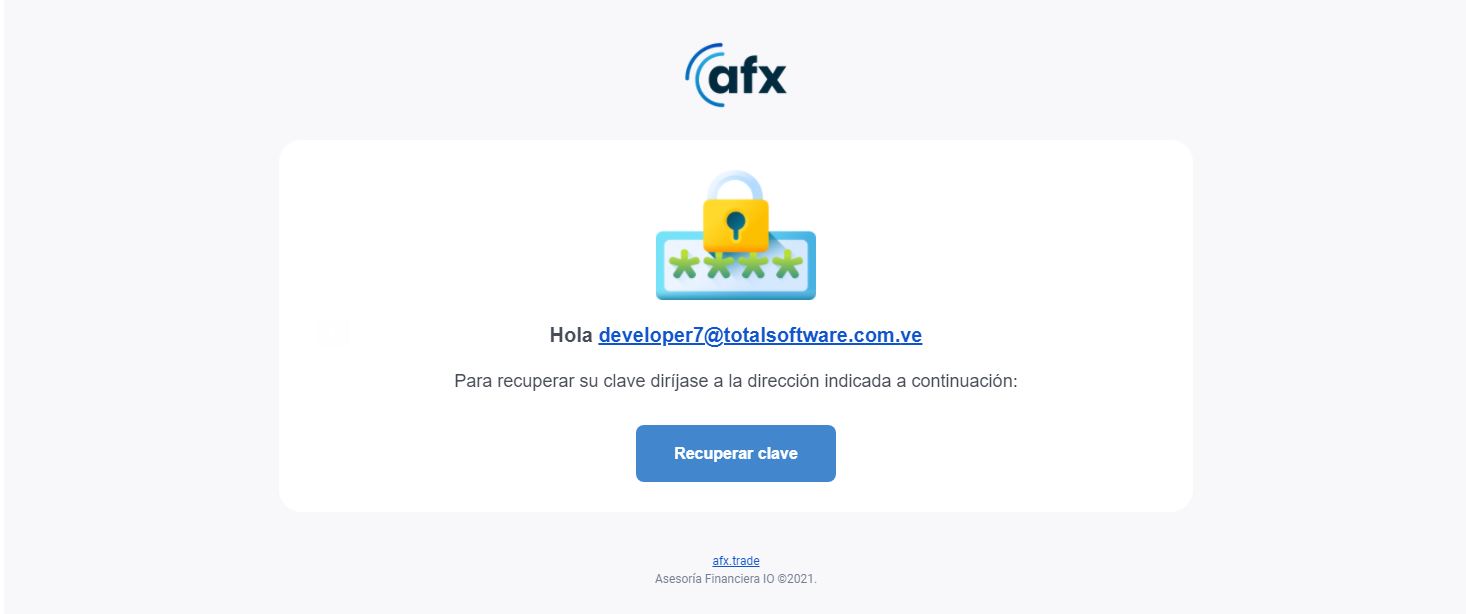 afx
Hola developer7@totalsoftware.com.ve
Para recuperar su clave diríjase a la dirección indicada a continuación:
Recuperar clave
afx.trade
Asesoría Financiera IO ©2021.